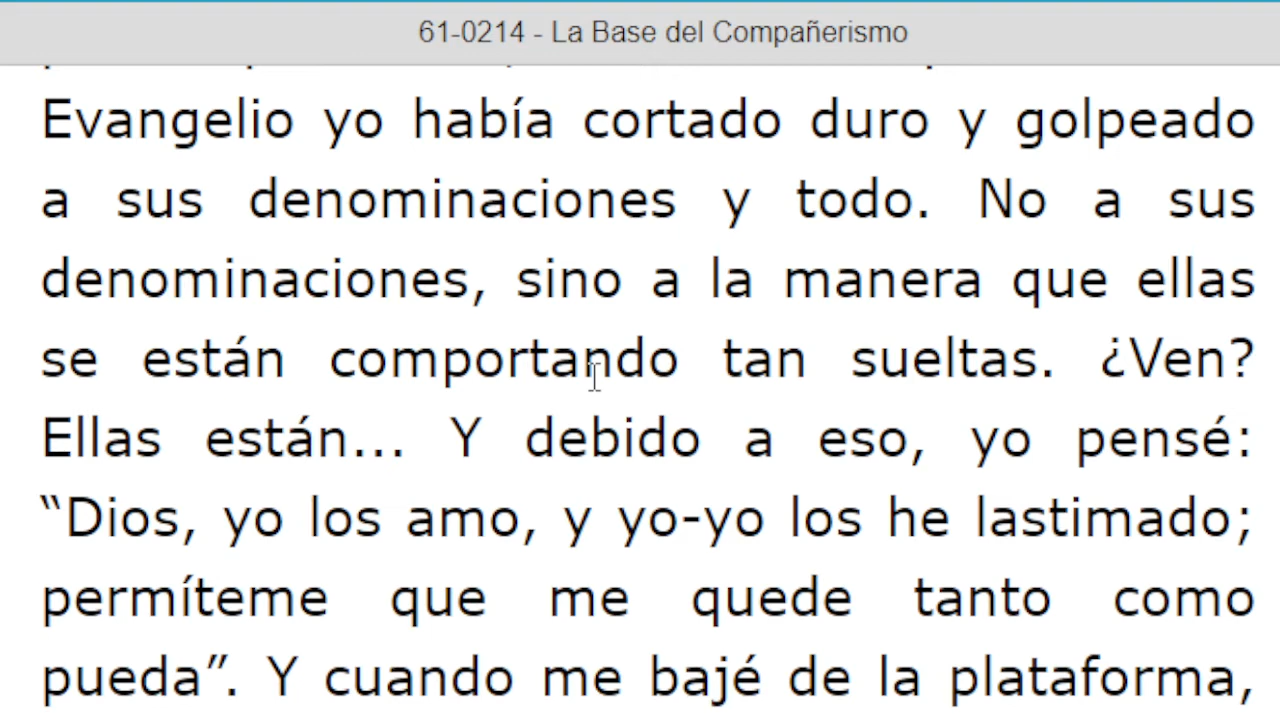 61-0214 - La Base del Compañerismo
Evangelio yo había cortado duro y golpeado
a sus denominaciones y todo. No a sus
denominaciones, sino a la manera que ellas
se están comportando tan sueltas. ¿Ven?
Ellas están... Y debido a eso, yo pensé:
“Dios, yo los amo, y yo-yo los he lastimado;
permíteme que me quede tanto como
pueda”. Y cuando me bajé de la plataforma,